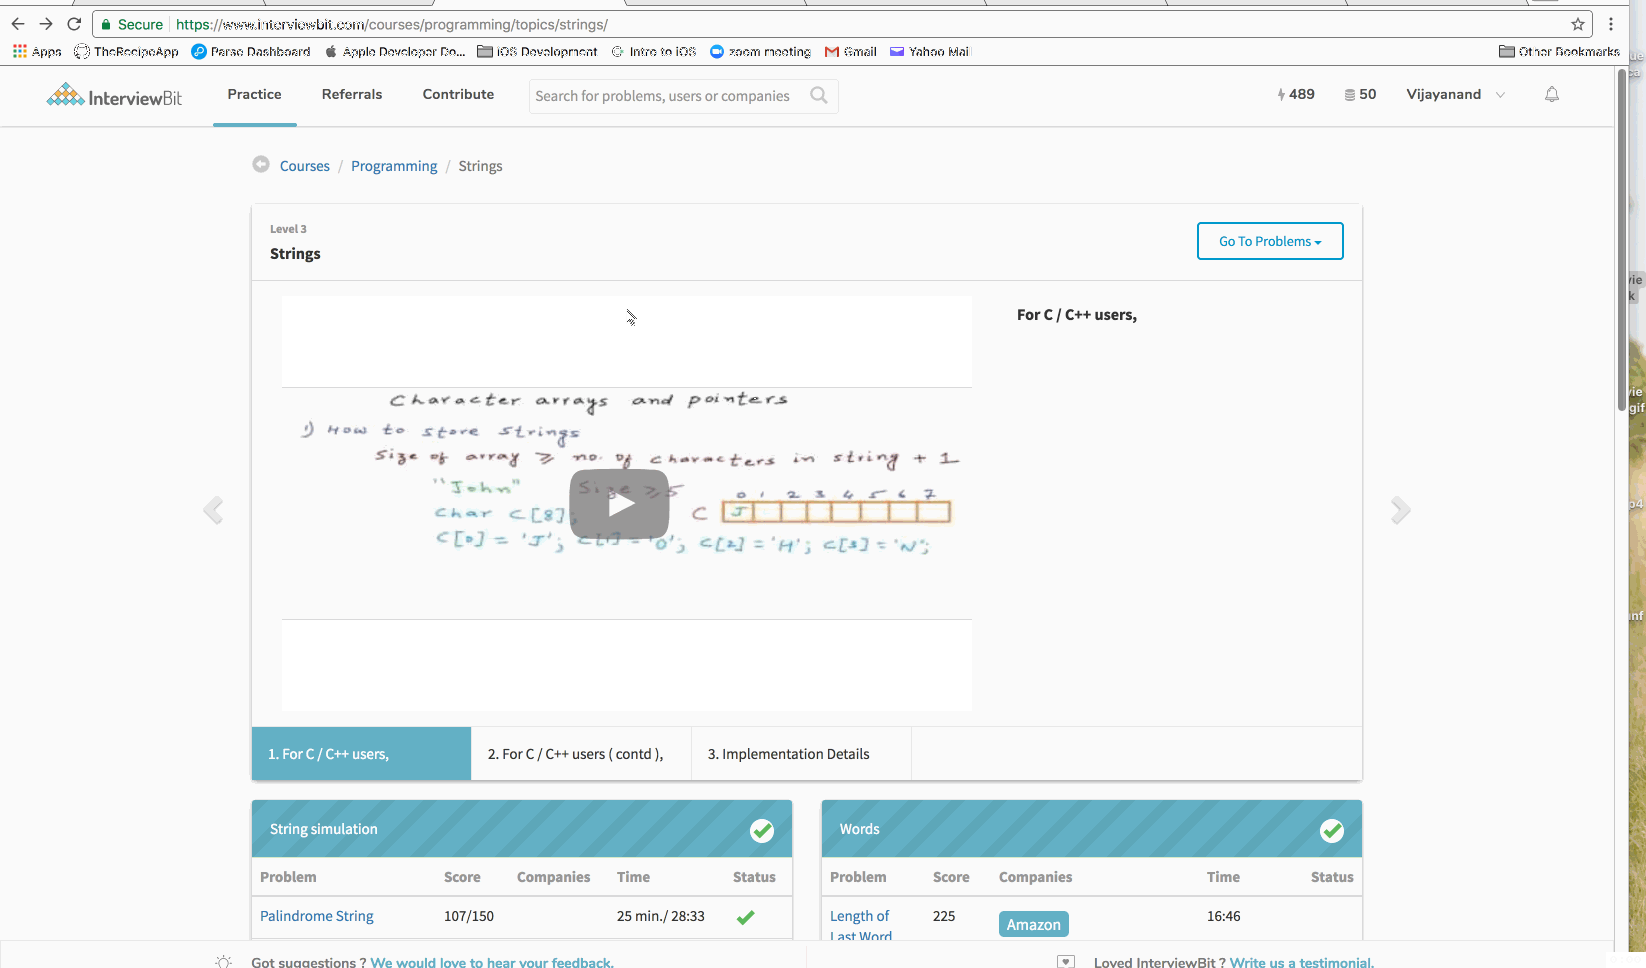 Secure https://www.interviewbit.com/courses/programming/topics/strings/
Apps TheRecipeApp Parse Dashboard Apple Developer Do... iOS Development Intro to iOS zoom meeting Gmail Yahoo Mail Other Bookmarks
InterviewBit Practice Referrals Contribute Search for problems, users or companies 489 50 Vijayanand
Courses / Programming / Strings
Level 3
Strings
Go To Problems
For C / C++ users,
Character arrays and pointers
1) How to store strings
Size of array ≥ no. of characters in string + 1
"John" Size ≥ 5
0 1 2 3 4 5 6 7
char C[8]; C J
C[0] = 'J'; C[1] = 'O'; C[2] = 'H'; C[3] = 'N';
1. For C / C++ users, 2. For C / C++ users ( contd ), 3. Implementation Details
String simulation
Problem Score Companies Time Status
Palindrome String 107/150 25 min./ 28:33
Words
Problem Score Companies Time Status
Length of Last Word 225 Amazon 16:46
Got suggestions ? We would love to hear your feedback.
Loved InterviewBit ? Write us a testimonial.